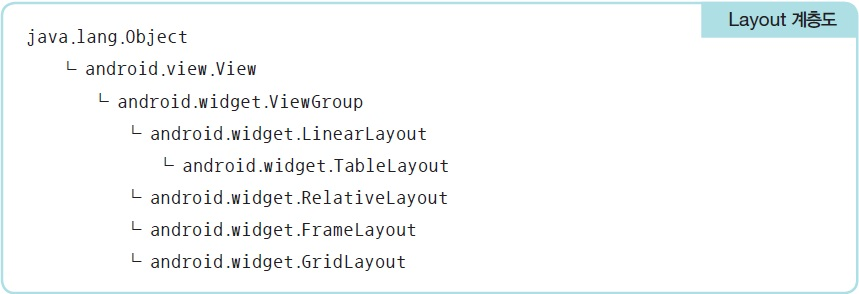 Layout 계층도
java.lang.Object
└ android.view.View
└ android.widget.ViewGroup
└ android.widget.LinearLayout
└ android.widget.TableLayout
└ android.widget.RelativeLayout
└ android.widget.FrameLayout
└ android.widget.GridLayout